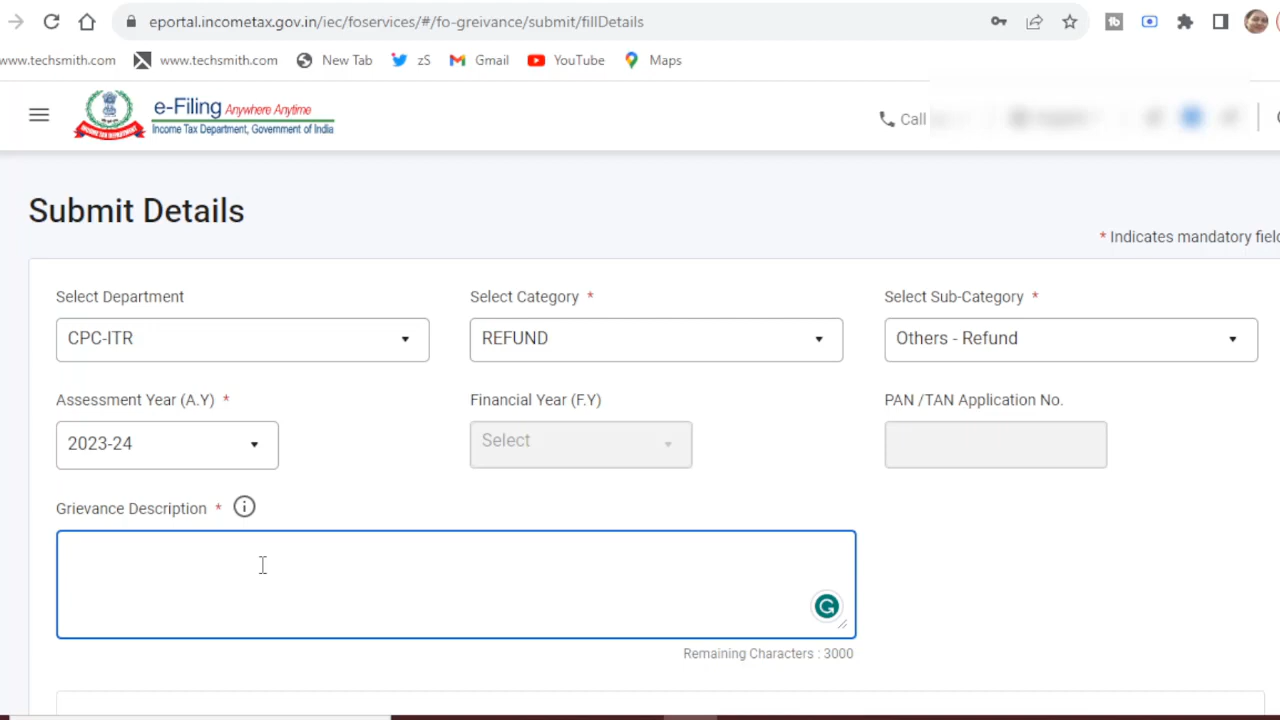 eportal.incometax.gov.in/iec/foservices/#/fo-greivance/submit/fillDetails
www.techsmith.com www.techsmith.com New Tab zS Gmail YouTube Maps
e-Filing Anywhere Anytime
Income Tax Department, Government of India
Call
Submit Details
* Indicates mandatory field
Select Department Select Category * Select Sub-Category *
CPC-ITR REFUND Others - Refund
Assessment Year (A.Y) * Financial Year (F.Y) PAN /TAN Application No.
2023-24 Select
Grievance Description *
Remaining Characters : 3000